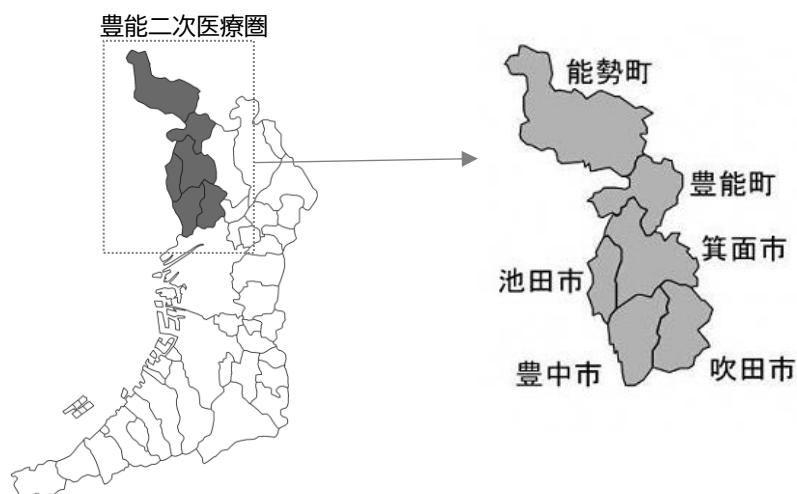 豊能二次医療圏
能勢町
豊能町
箕面市
池田市
豊中市
吹田市